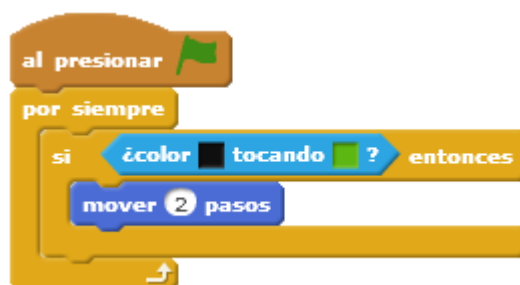 al presionar
por siempre
si ¿color tocando ? entonces
mover 2 pasos